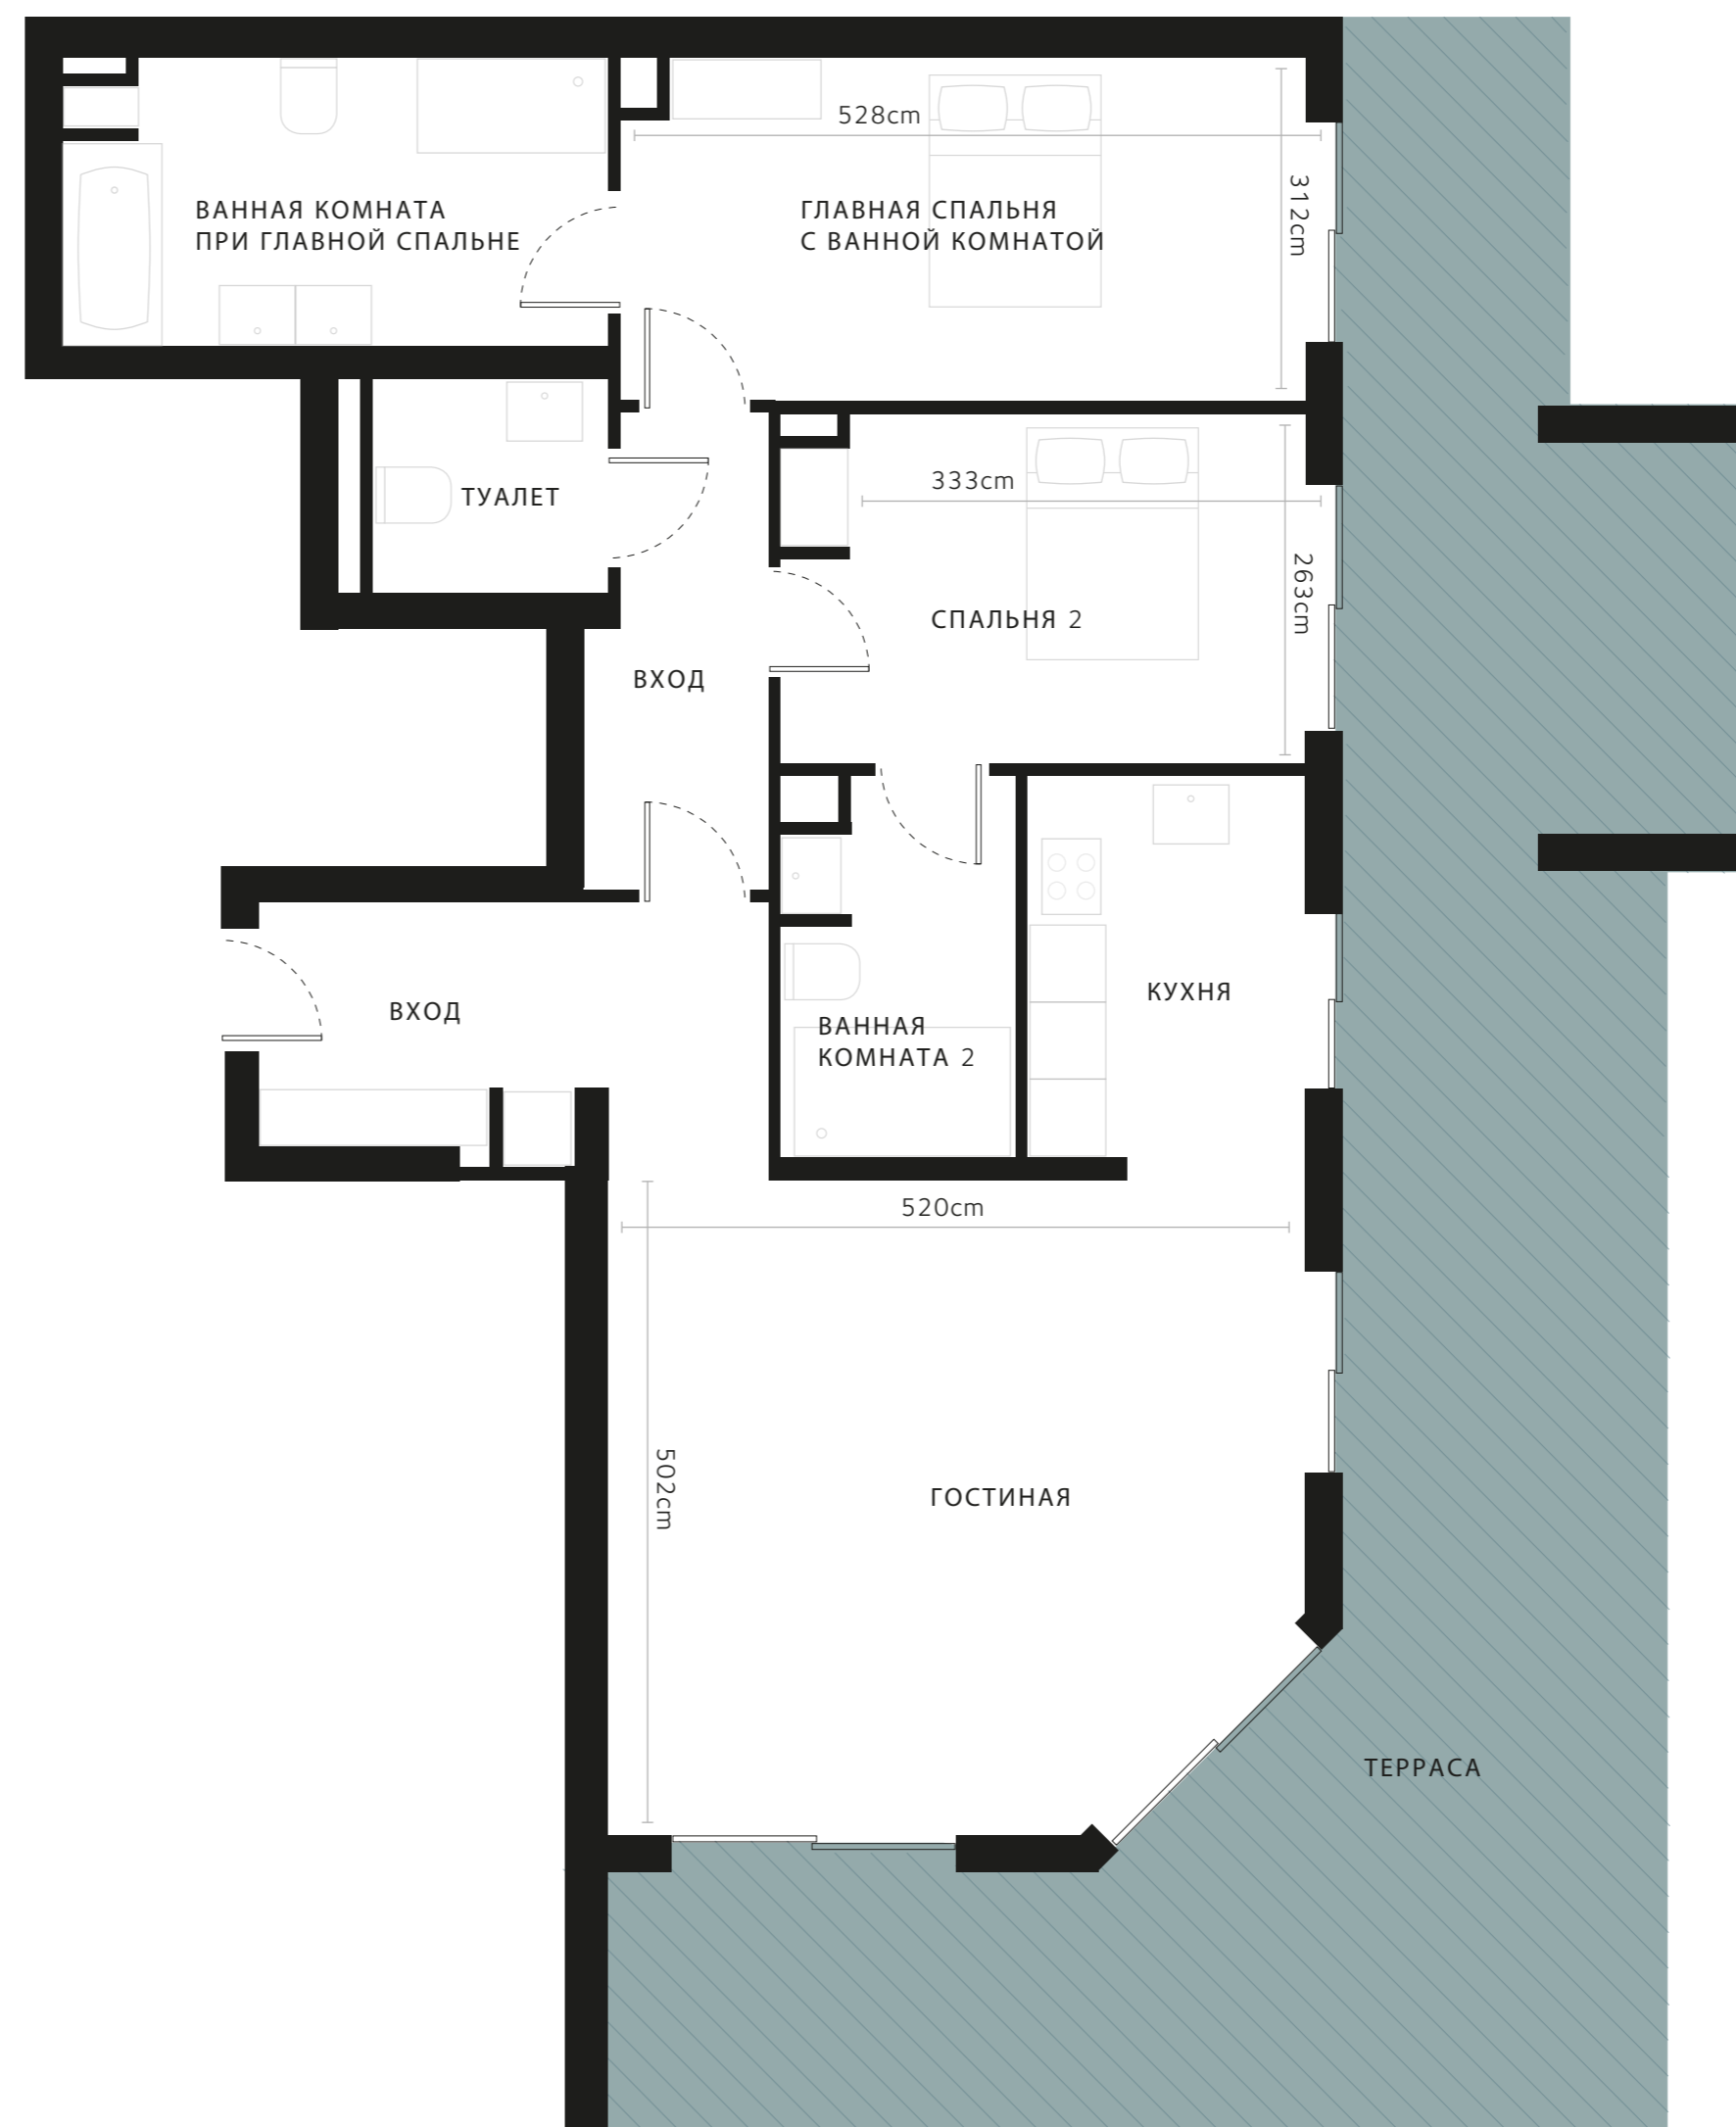 528cm
312cm
ВАННАЯ КОМНАТА
ПРИ ГЛАВНОЙ СПАЛЬНЕ
ГЛАВНАЯ СПАЛЬНЯ
С ВАННОЙ КОМНАТОЙ
333cm
ТУАЛЕТ
263cm
СПАЛЬНЯ 2
ВХОД
КУХНЯ
ВХОД
ВАННАЯ
КОМНАТА 2
520cm
502cm
ГОСТИНАЯ
ТЕРРАСА